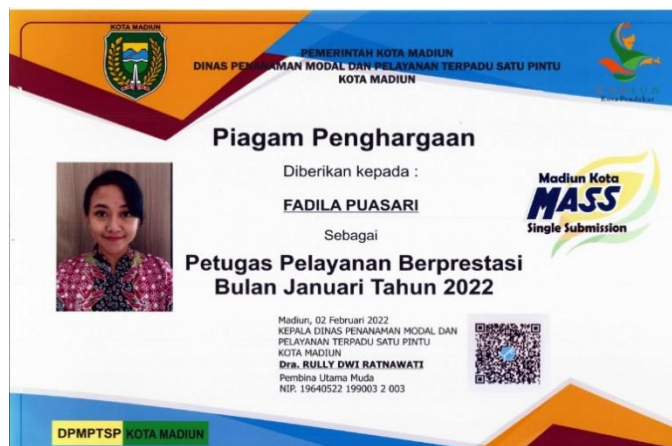 KOTA MADIUN
PEMERINTAH KOTA MADIUN
DINAS PENANAMAN MODAL DAN PELAYANAN TERPADU SATU PINTU
KOTA MADIUN
MADIUN
Kota Pendekar
Piagam Penghargaan
Diberikan kepada :
FADILA PUASARI
Sebagai
Petugas Pelayanan Berprestasi
Bulan Januari Tahun 2022
Madiun Kota
MASS
Single Submission
Madiun, 02 Februari 2022
KEPALA DINAS PENANAMAN MODAL DAN
PELAYANAN TERPADU SATU PINTU
KOTA MADIUN
Dra. RULLY DWI RATNAWATI
Pembina Utama Muda
NIP. 19640522 199003 2 003
DPMPTSP KOTA MADIUN